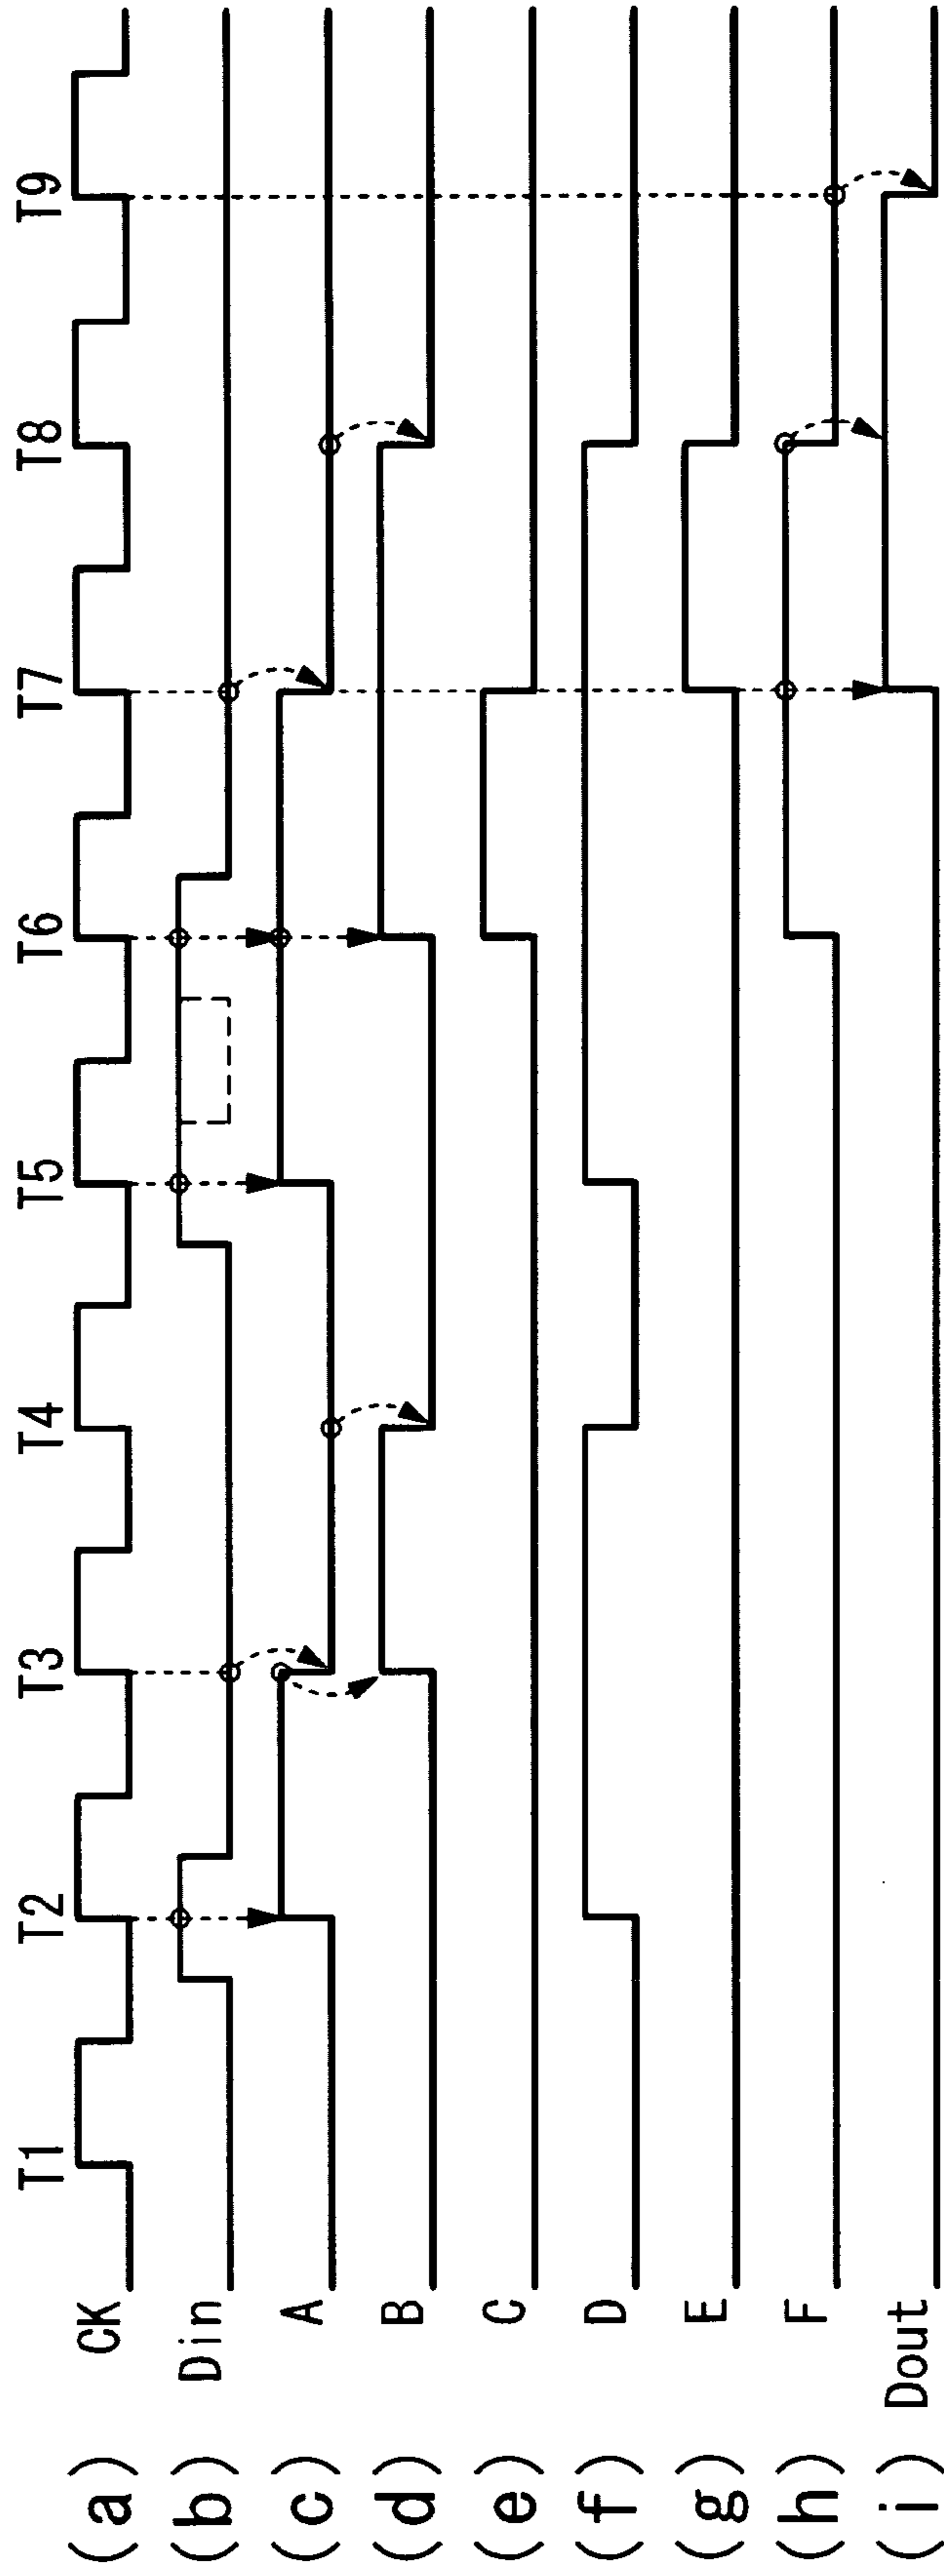 T1 T2 T3 T4 T5 T6 T7 T8 T9
(a) CK
(b) Din
(c) A
(d) B
(e) C
(f) D
(g) E
(h) F
(i) Dout